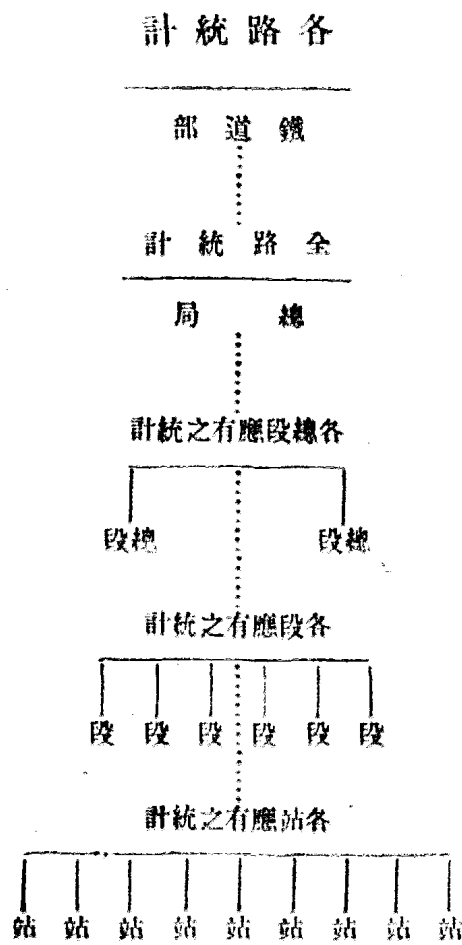 各路統計
鐵道部
全路統計
總局
各總段應有之統計
總段 總段
各段應有之統計
段 段 段 段 段 段
各站應有之統計
站 站 站 站 站 站 站 站 站